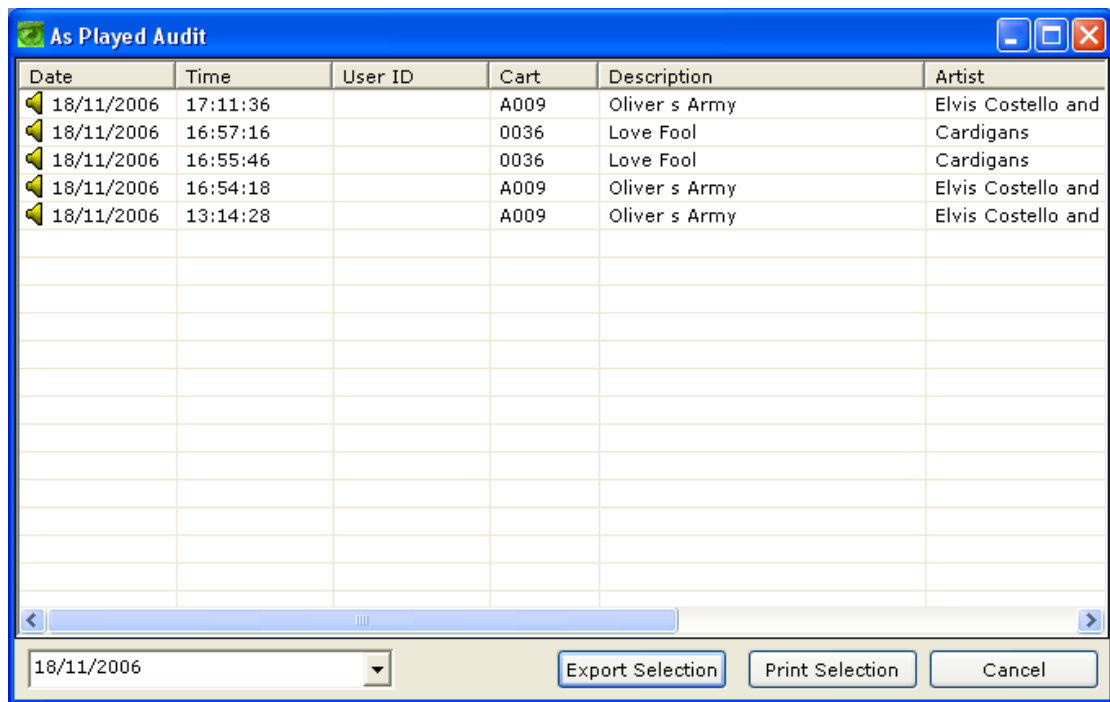 As Played Audit
Date Time User ID Cart Description Artist
18/11/2006 17:11:36 A009 Oliver s Army Elvis Costello and
18/11/2006 16:57:16 0036 Love Fool Cardigans
18/11/2006 16:55:46 0036 Love Fool Cardigans
18/11/2006 16:54:18 A009 Oliver s Army Elvis Costello and
18/11/2006 13:14:28 A009 Oliver s Army Elvis Costello and
18/11/2006 Export Selection Print Selection Cancel